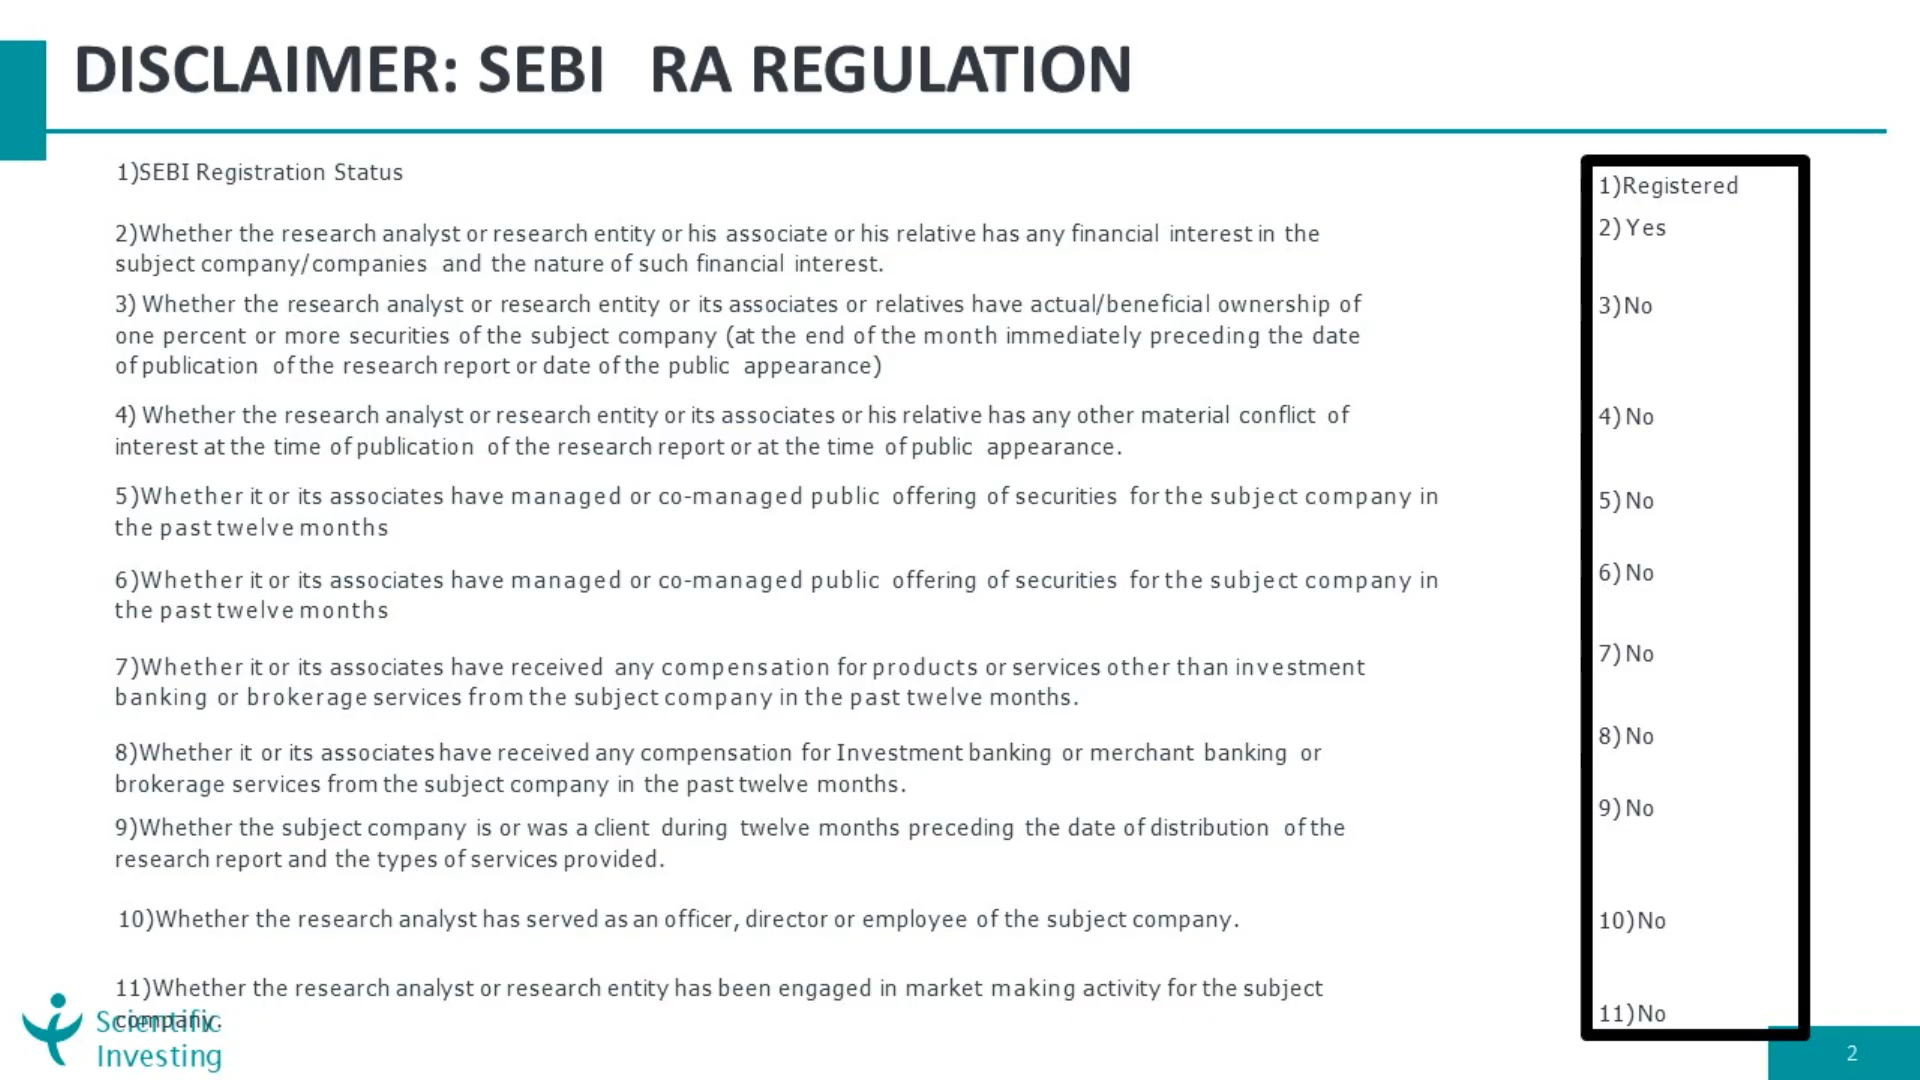 DISCLAIMER: SEBI RA REGULATION
1)SEBI Registration Status
2)Whether the research analyst or research entity or his associate or his relative has any financial interest in the
subject company/companies and the nature of such financial interest.
3) Whether the research analyst or research entity or its associates or relatives have actual/beneficial ownership of
one percent or more securities of the subject company (at the end of the month immediately preceding the date
of publication of the research report or date of the public appearance)
4) Whether the research analyst or research entity or its associates or his relative has any other material conflict of
interest at the time of publication of the research report or at the time of public appearance.
5)Whether it or its associates have managed or co-managed public offering of securities for the subject company in
the past twelve months
6)Whether it or its associates have managed or co-managed public offering of securities for the subject company in
the past twelve months
7)Whether it or its associates have received any compensation for products or services other than investment
banking or brokerage services from the subject company in the past twelve months.
8)Whether it or its associates have received any compensation for Investment banking or merchant banking or
brokerage services from the subject company in the past twelve months.
9)Whether the subject company is or was a client during twelve months preceding the date of distribution of the
research report and the types of services provided.
10)Whether the research analyst has served as an officer, director or employee of the subject company.
11)Whether the research analyst or research entity has been engaged in market making activity for the subject
company.
1)Registered
2) Yes
3)No
4) No
5) No
6) No
7) No
8) No
9) No
10)No
11)No
Scientific
Investing
2